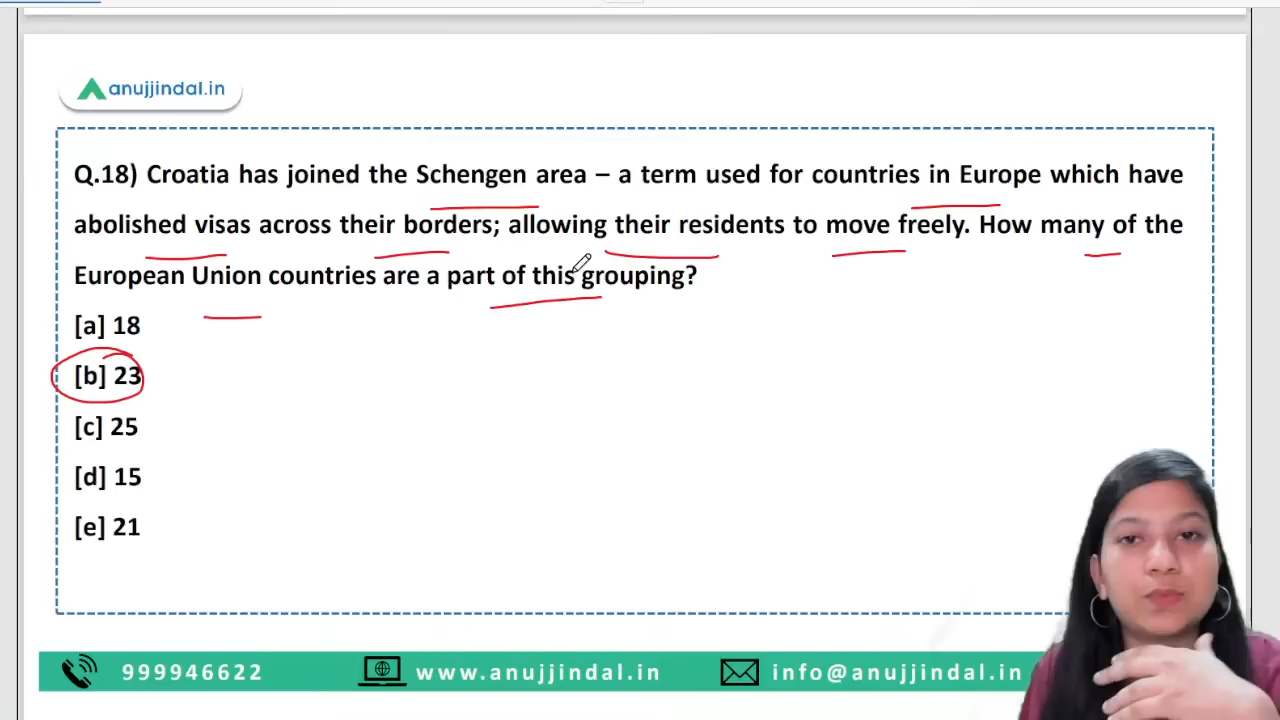 anujjindal.in
Q.18) Croatia has joined the Schengen area – a term used for countries in Europe which have
abolished visas across their borders; allowing their residents to move freely. How many of the
European Union countries are a part of this grouping?
[a] 18
[b] 23
[c] 25
[d] 15
[e] 21
999946622
www.anujjindal.in
info@anujjindal.in